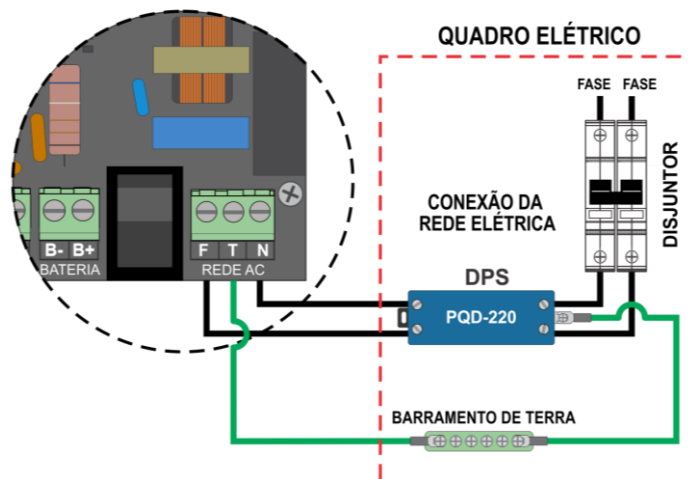 QUADRO ELÉTRICO
FASE FASE
CONEXÃO DA
REDE ELÉTRICA
DISJUNTOR
B- B+
BATERIA
F T N
REDE AC
DPS
PQD-220
BARRAMENTO DE TERRA